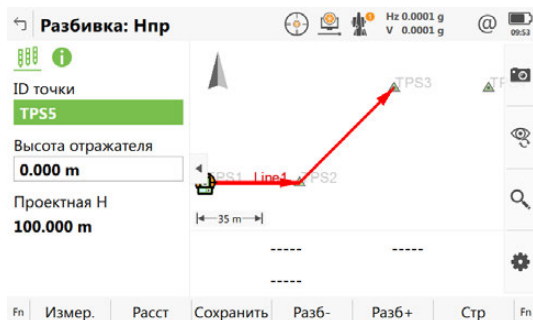 Разбивка: Нпр
Hz 0.0001 g
V 0.0001 g
@
09:53
ID точки
TPS5
Высота отражателя
0.000 m
Проектная Н
100.000 m
TPS3
TPS1 Line1 TPS2
35 m
----- -----
-----
Fn Измер. Расст Сохранить Разб- Разб+ Стр Fn